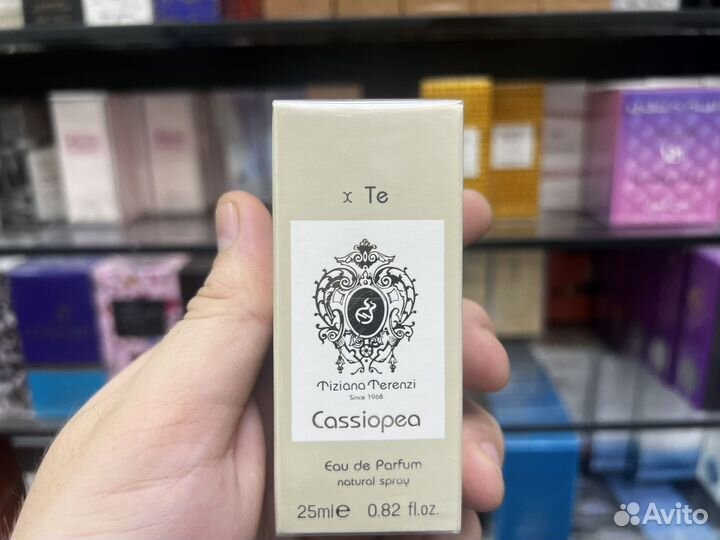 x Te
Tiziana Terenzi
Since 1968
Cassiopea
Eau de Parfum
natural spray
25ml e 0.82 fl.oz.
Avito